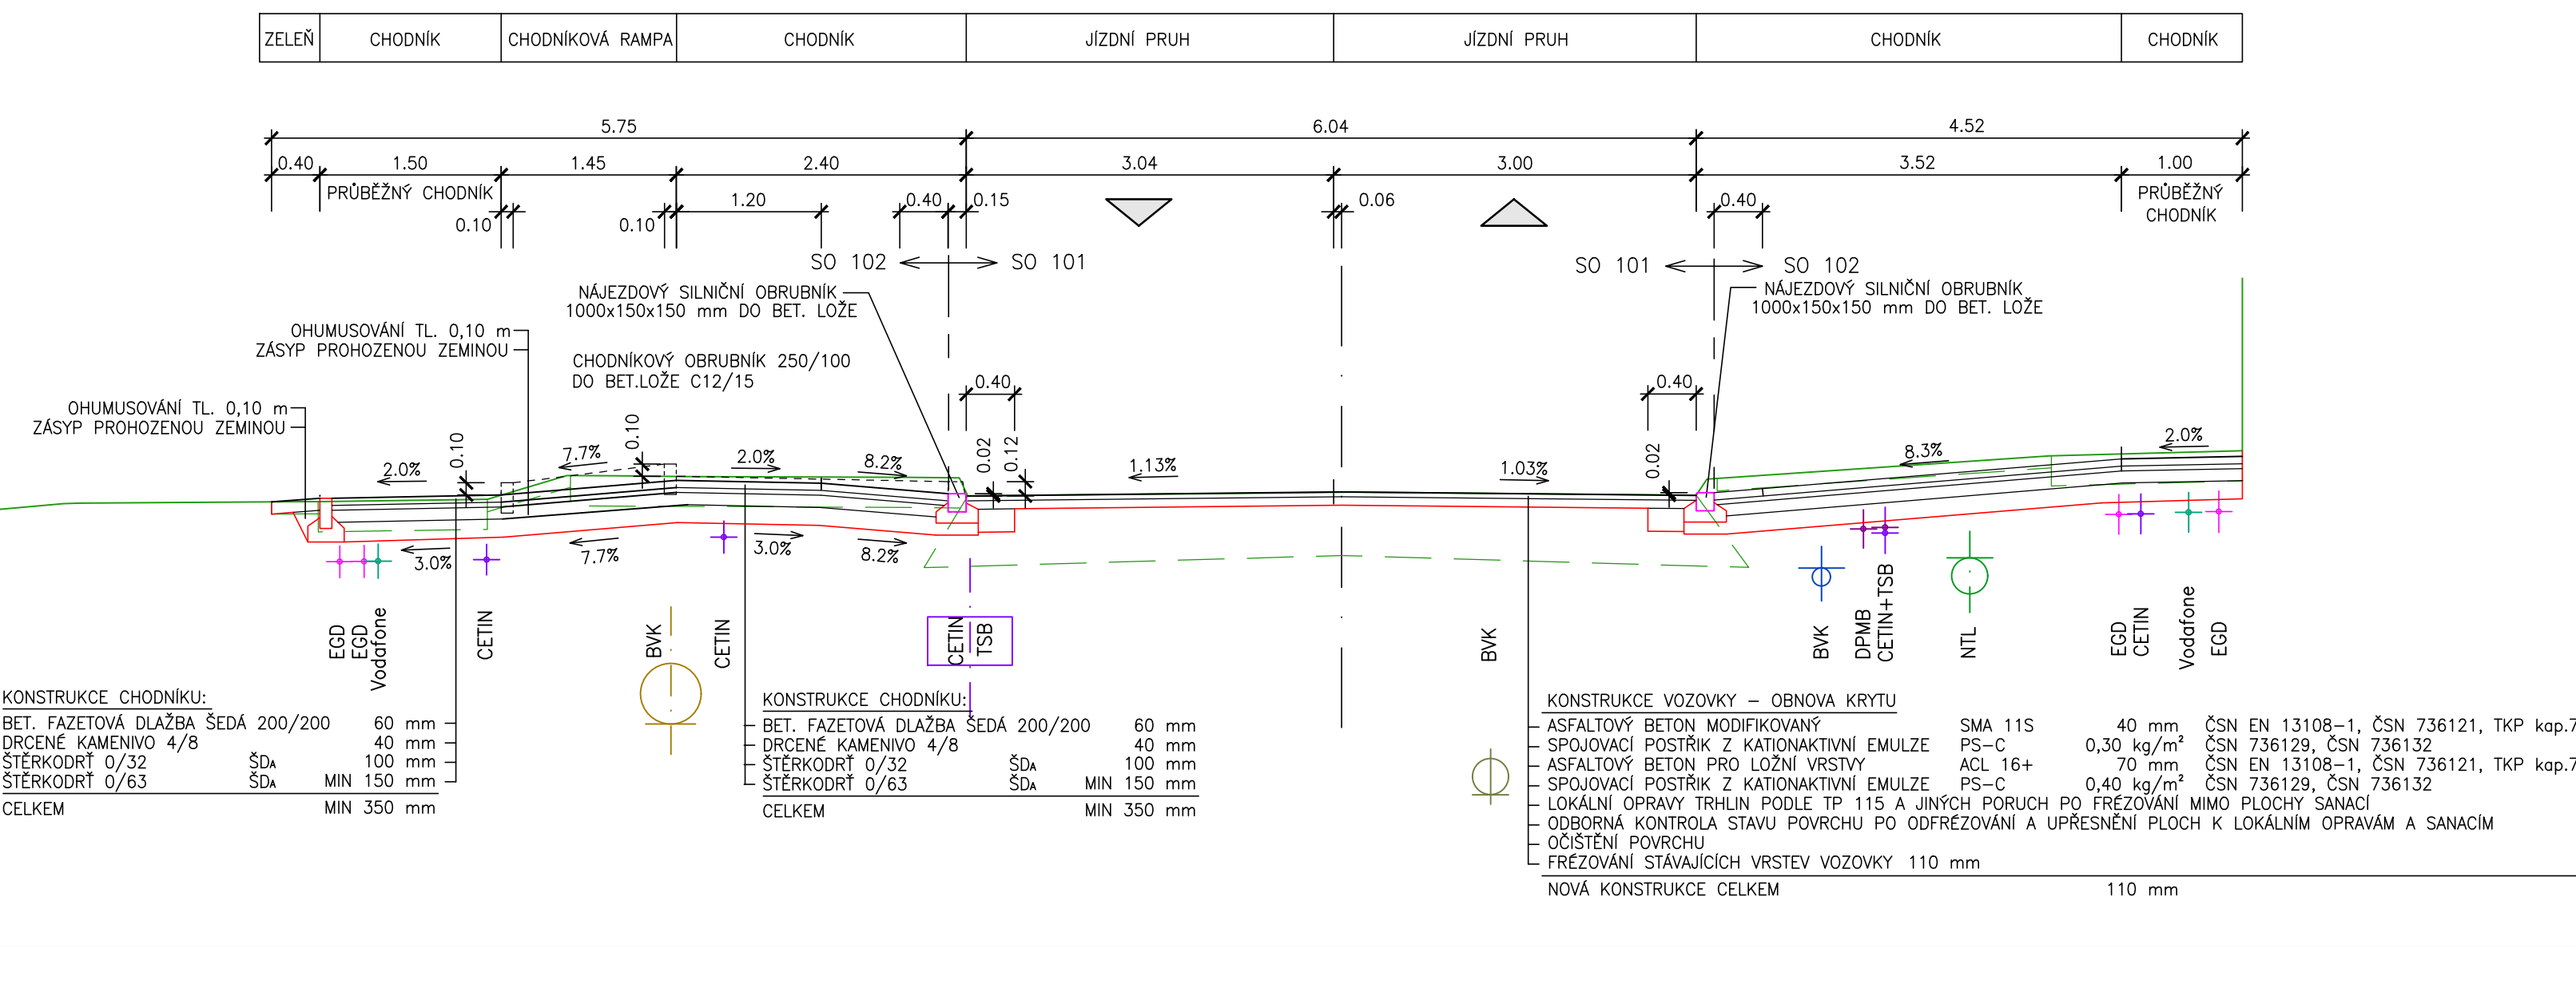 ZELEŇ CHODNÍK CHODNÍKOVÁ RAMPA CHODNÍK JÍZDNÍ PRUH JÍZDNÍ PRUH CHODNÍK CHODNÍK
5.75 6.04 4.52
0.40 1.50 1.45 2.40 3.04 3.00 3.52 1.00
PRŮBĚŽNÝ CHODNÍK
PRŮBĚŽNÝ
CHODNÍK
0.10 0.10 1.20 0.40 0.15 0.06 0.40
SO 102 SO 101 SO 101 SO 102
NÁJEZDOVÝ SILNIČNÍ OBRUBNÍK
1000x150x150 mm DO BET. LOŽE
NÁJEZDOVÝ SILNIČNÍ OBRUBNÍK
1000x150x150 mm DO BET. LOŽE
OHUMUSOVÁNÍ TL. 0,10 m
ZÁSYP PROHOZENOU ZEMINOU
CHODNÍKOVÝ OBRUBNÍK 250/100
DO BET.LOŽE C12/15
OHUMUSOVÁNÍ TL. 0,10 m
ZÁSYP PROHOZENOU ZEMINOU
0.40 0.40
0.10 0.10 0.02 0.12 0.02
2.0% 7.7% 2.0% 8.2% 1.13% 1.03% 8.3% 2.0%
3.0% 7.7% 3.0% 8.2%
EGD
EGD
Vodafone
CETIN
BVK
CETIN
CETIN
TSB
BVK
BVK
DPMB
CETIN+TSB
NTL
EGD
CETIN
Vodafone
EGD
KONSTRUKCE CHODNÍKU:
BET. FAZETOVÁ DLAŽBA ŠEDÁ 200/200 60 mm
DRCENÉ KAMENIVO 4/8 40 mm
ŠTĚRKODRŤ 0/32 ŠDA 100 mm
ŠTĚRKODRŤ 0/63 ŠDA MIN 150 mm
CELKEM MIN 350 mm
KONSTRUKCE CHODNÍKU:
BET. FAZETOVÁ DLAŽBA ŠEDÁ 200/200 60 mm
DRCENÉ KAMENIVO 4/8 40 mm
ŠTĚRKODRŤ 0/32 ŠDA 100 mm
ŠTĚRKODRŤ 0/63 ŠDA MIN 150 mm
CELKEM MIN 350 mm
KONSTRUKCE VOZOVKY – OBNOVA KRYTU
ASFALTOVÝ BETON MODIFIKOVANÝ SMA 11S 40 mm ČSN EN 13108-1, ČSN 736121, TKP kap.7
SPOJOVACÍ POSTŘIK Z KATIONAKTIVNÍ EMULZE PS-C 0,30 kg/m² ČSN 736129, ČSN 736132
ASFALTOVÝ BETON PRO LOŽNÍ VRSTVY ACL 16+ 70 mm ČSN EN 13108-1, ČSN 736121, TKP kap.7
SPOJOVACÍ POSTŘIK Z KATIONAKTIVNÍ EMULZE PS-C 0,40 kg/m² ČSN 736129, ČSN 736132
LOKÁLNÍ OPRAVY TRHLIN PODLE TP 115 A JINÝCH PORUCH PO FRÉZOVÁNÍ MIMO PLOCHY SANACÍ
ODBORNÁ KONTROLA STAVU POVRCHU PO ODFRÉZOVÁNÍ A UPŘESNĚNÍ PLOCH K LOKÁLNÍM OPRAVÁM A SANACÍM
OČIŠTĚNÍ POVRCHU
FRÉZOVÁNÍ STÁVAJÍCÍCH VRSTEV VOZOVKY 110 mm
NOVÁ KONSTRUKCE CELKEM 110 mm